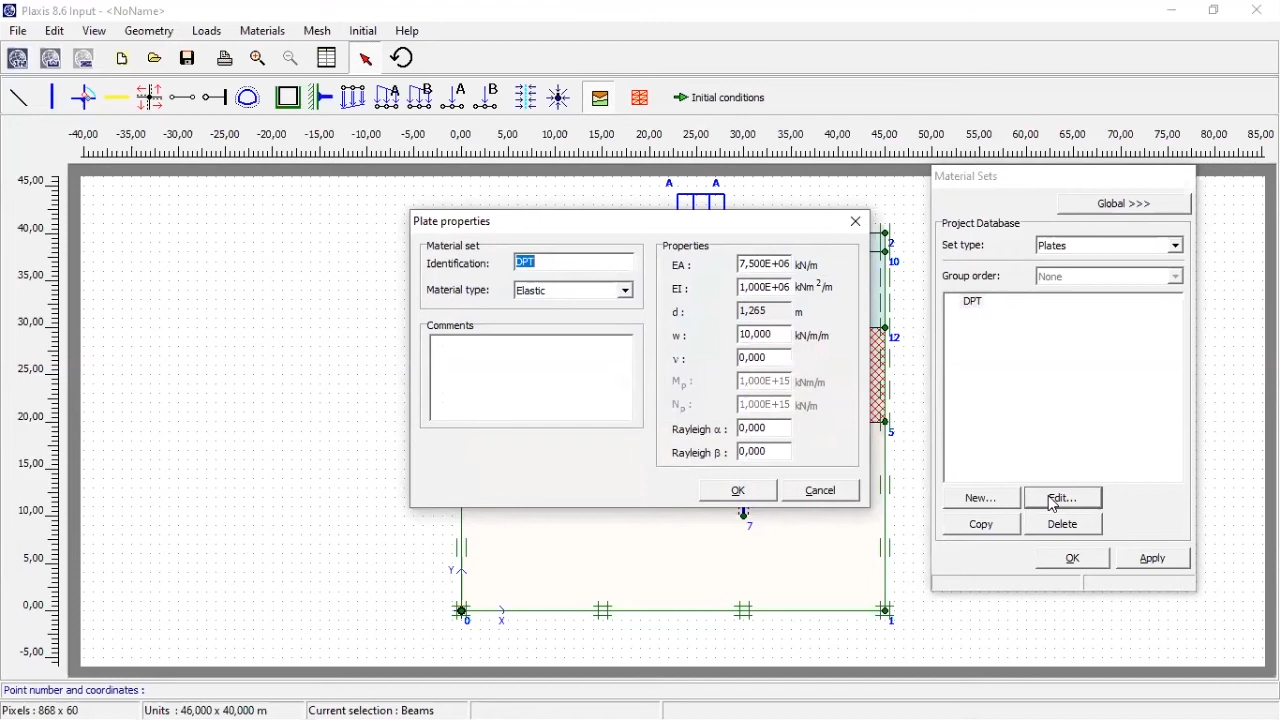 Plaxis 8.6 Input - <NoName>
File Edit View Geometry Loads Materials Mesh Initial Help
A B A B Initial conditions
-40,00 -35,00 -30,00 -25,00 -20,00 -15,00 -10,00 -5,00 0,00 5,00 10,00 15,00 20,00 25,00 30,00 35,00 40,00 45,00 50,00 55,00 60,00 65,00 70,00 75,00 80,00 85,00
45,00
40,00
35,00
30,00
25,00
20,00
15,00
10,00
5,00
0,00
-5,00
A A
2
10
12
5
7
Y
X
0
1
Plate properties
Material set
Identification: DPT
Material type: Elastic
Comments
Properties
EA : 7,500E+06 kN/m
EI : 1,000E+06 kNm²/m
d : 1,265 m
w : 10,000 kN/m/m
ν : 0,000
Mp : 1,000E+15 kNm/m
Np : 1,000E+15 kN/m
Rayleigh α : 0,000
Rayleigh β : 0,000
OK Cancel
Material Sets
Global >>>
Project Database
Set type: Plates
Group order: None
DPT
New... Edit...
Copy Delete
OK Apply
Point number and coordinates :
Pixels : 868 x 60 Units : 46,000 x 40,000 m Current selection : Beams